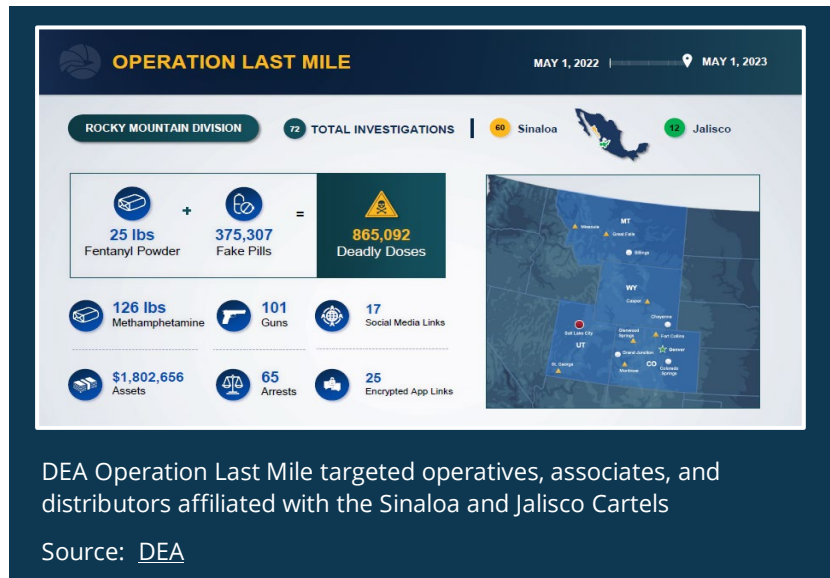 OPERATION LAST MILE
MAY 1, 2022
MAY 1, 2023
ROCKY MOUNTAIN DIVISION
72 TOTAL INVESTIGATIONS
60 Sinaloa
12 Jalisco
25 lbs
Fentanyl Powder
+
375,307
Fake Pills
=
865,092
Deadly Doses
126 lbs
Methamphetamine
101
Guns
17
Social Media Links
$1,802,656
Assets
65
Arrests
25
Encrypted App Links
MT
Missoula
Great Falls
Billings
WY
Casper
Cheyenne
Salt Lake City
UT
Glenwood
Springs
Fort Collins
Grand Junction
Denver
St. George
Montrose
CO
Colorado
Springs
DEA Operation Last Mile targeted operatives, associates, and
distributors affiliated with the Sinaloa and Jalisco Cartels
Source: DEA